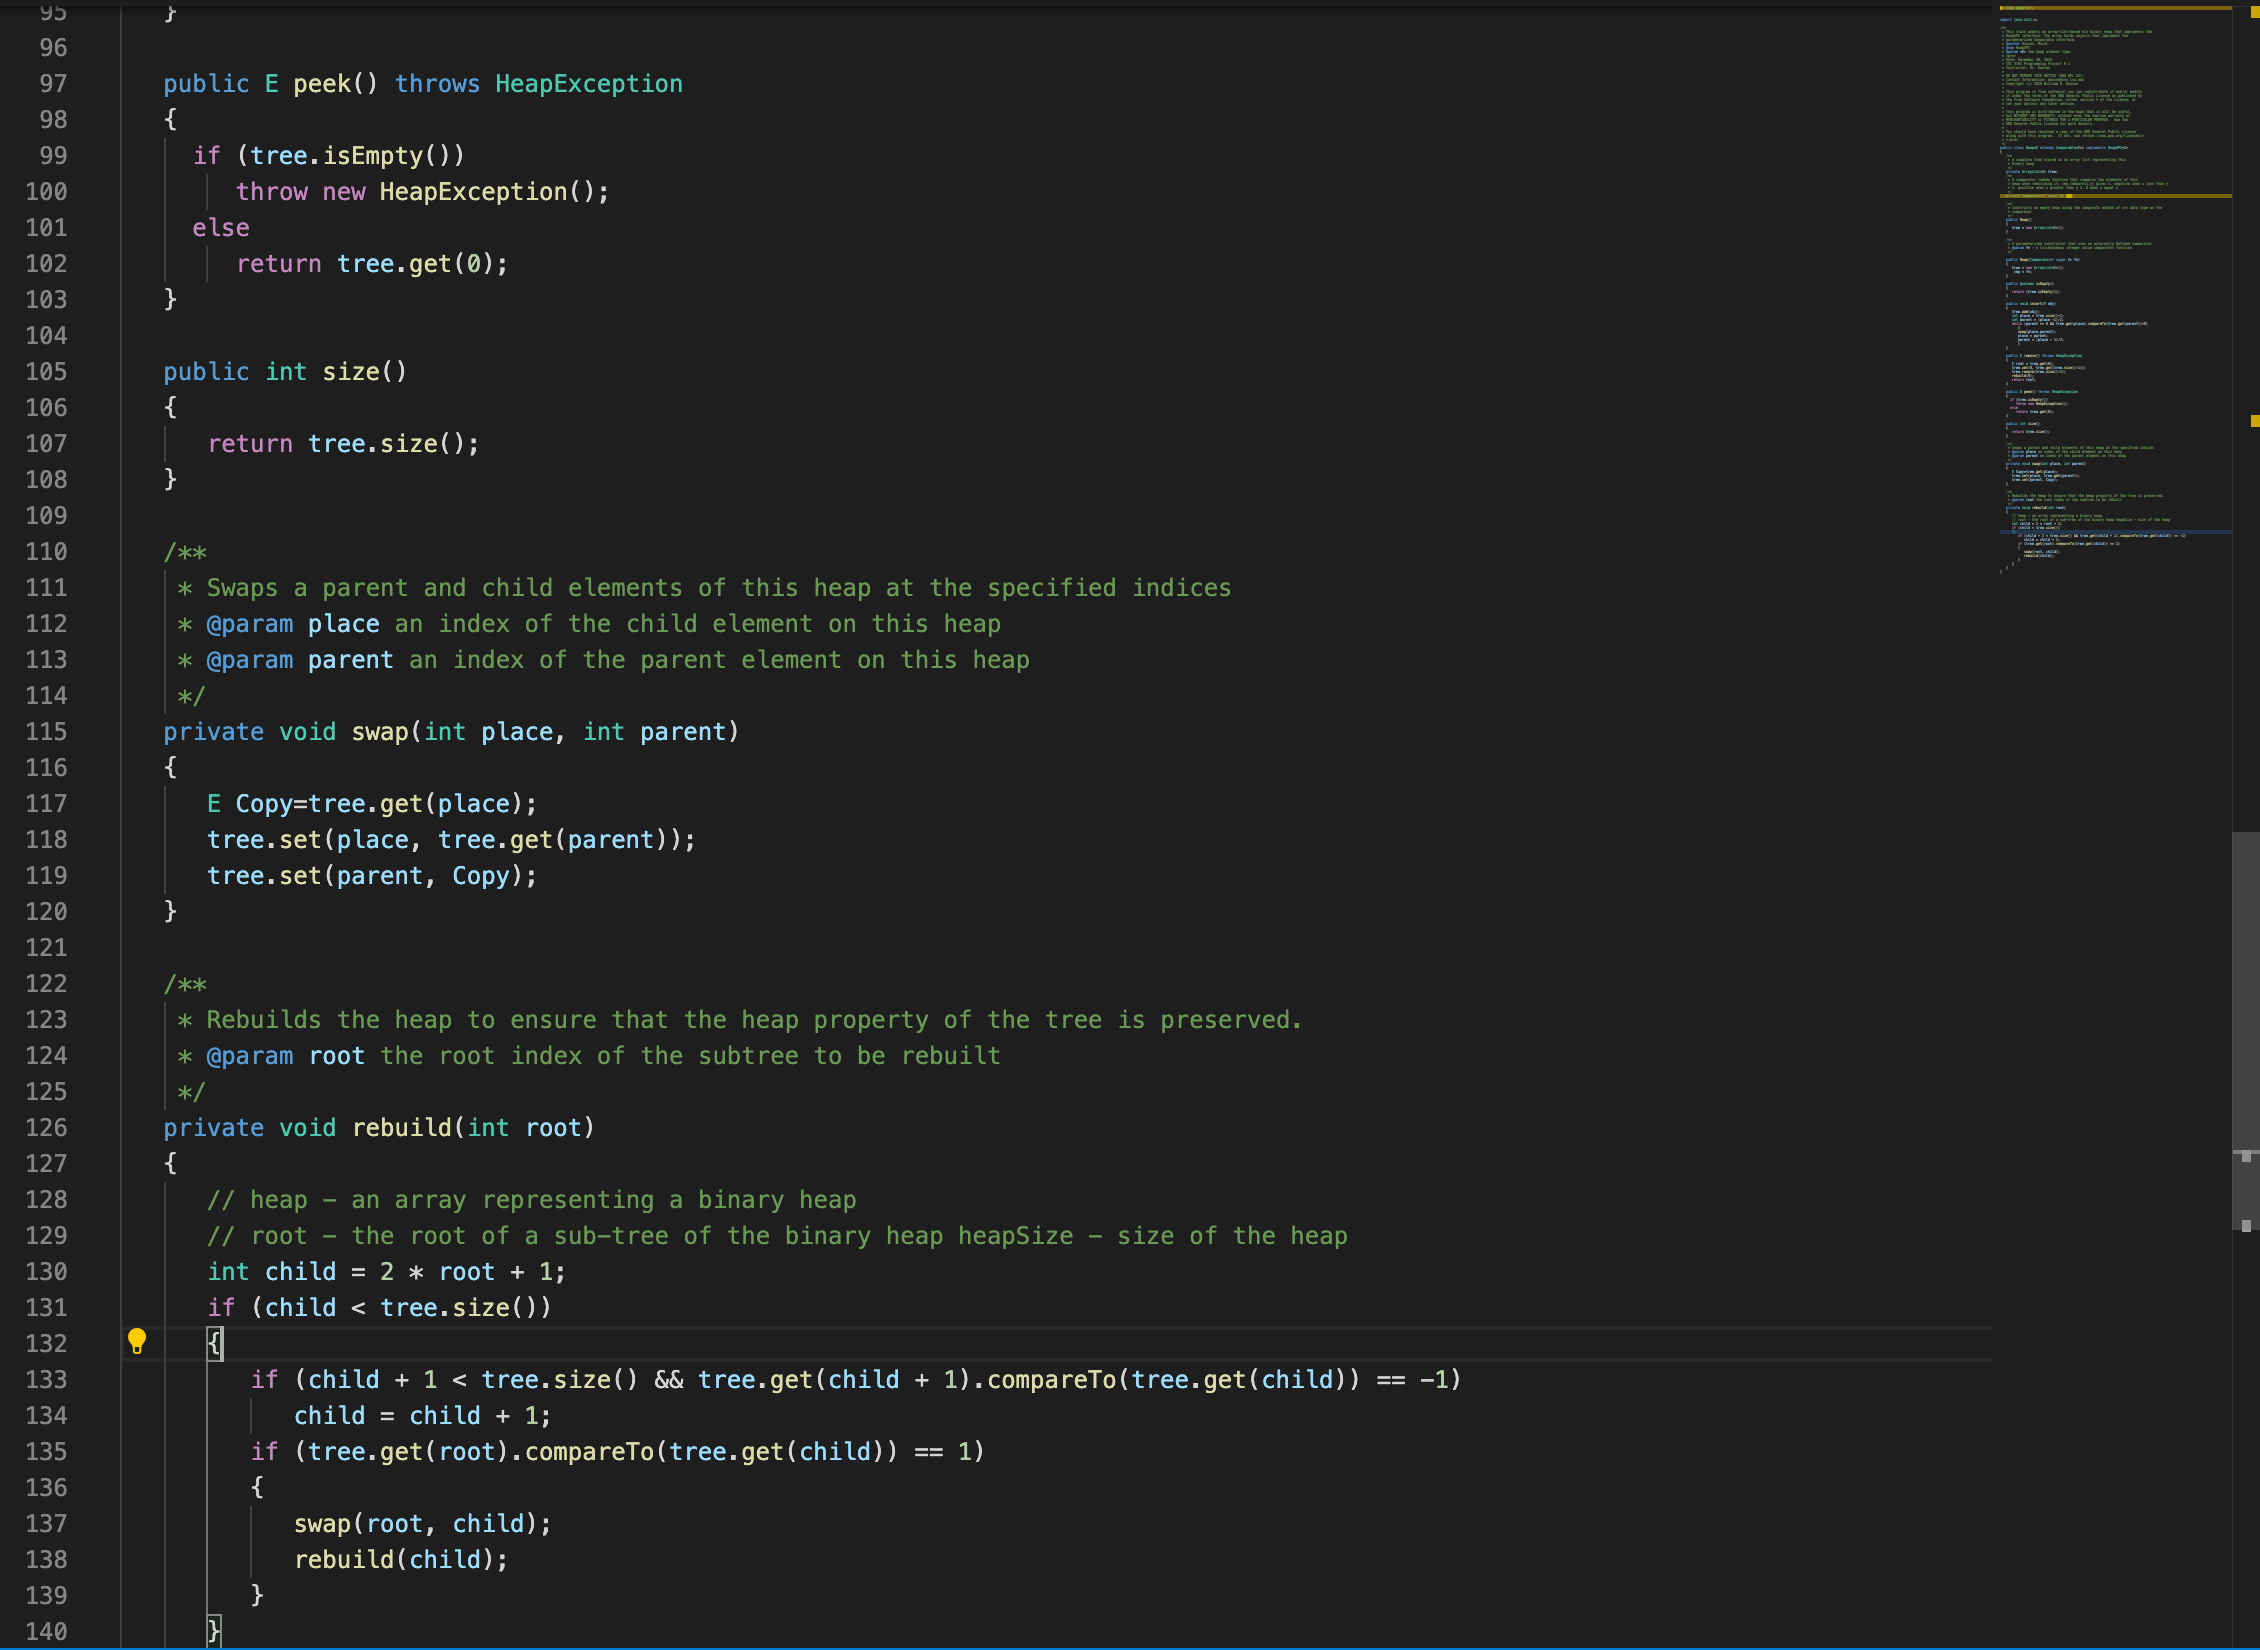 95 }
96
97 public E peek() throws HeapException
98 {
99 if (tree.isEmpty())
100 throw new HeapException();
101 else
102 return tree.get(0);
103 }
104
105 public int size()
106 {
107 return tree.size();
108 }
109
110 /**
111 * Swaps a parent and child elements of this heap at the specified indices
112 * @param place an index of the child element on this heap
113 * @param parent an index of the parent element on this heap
114 */
115 private void swap(int place, int parent)
116 {
117 E Copy=tree.get(place);
118 tree.set(place, tree.get(parent));
119 tree.set(parent, Copy);
120 }
121
122 /**
123 * Rebuilds the heap to ensure that the heap property of the tree is preserved.
124 * @param root the root index of the subtree to be rebuilt
125 */
126 private void rebuild(int root)
127 {
128 // heap - an array representing a binary heap
129 // root - the root of a sub-tree of the binary heap heapSize - size of the heap
130 int child = 2 * root + 1;
131 if (child < tree.size())
132 {
133 if (child + 1 < tree.size() && tree.get(child + 1).compareTo(tree.get(child)) == -1)
134 child = child + 1;
135 if (tree.get(root).compareTo(tree.get(child)) == 1)
136 {
137 swap(root, child);
138 rebuild(child);
139 }
140 }